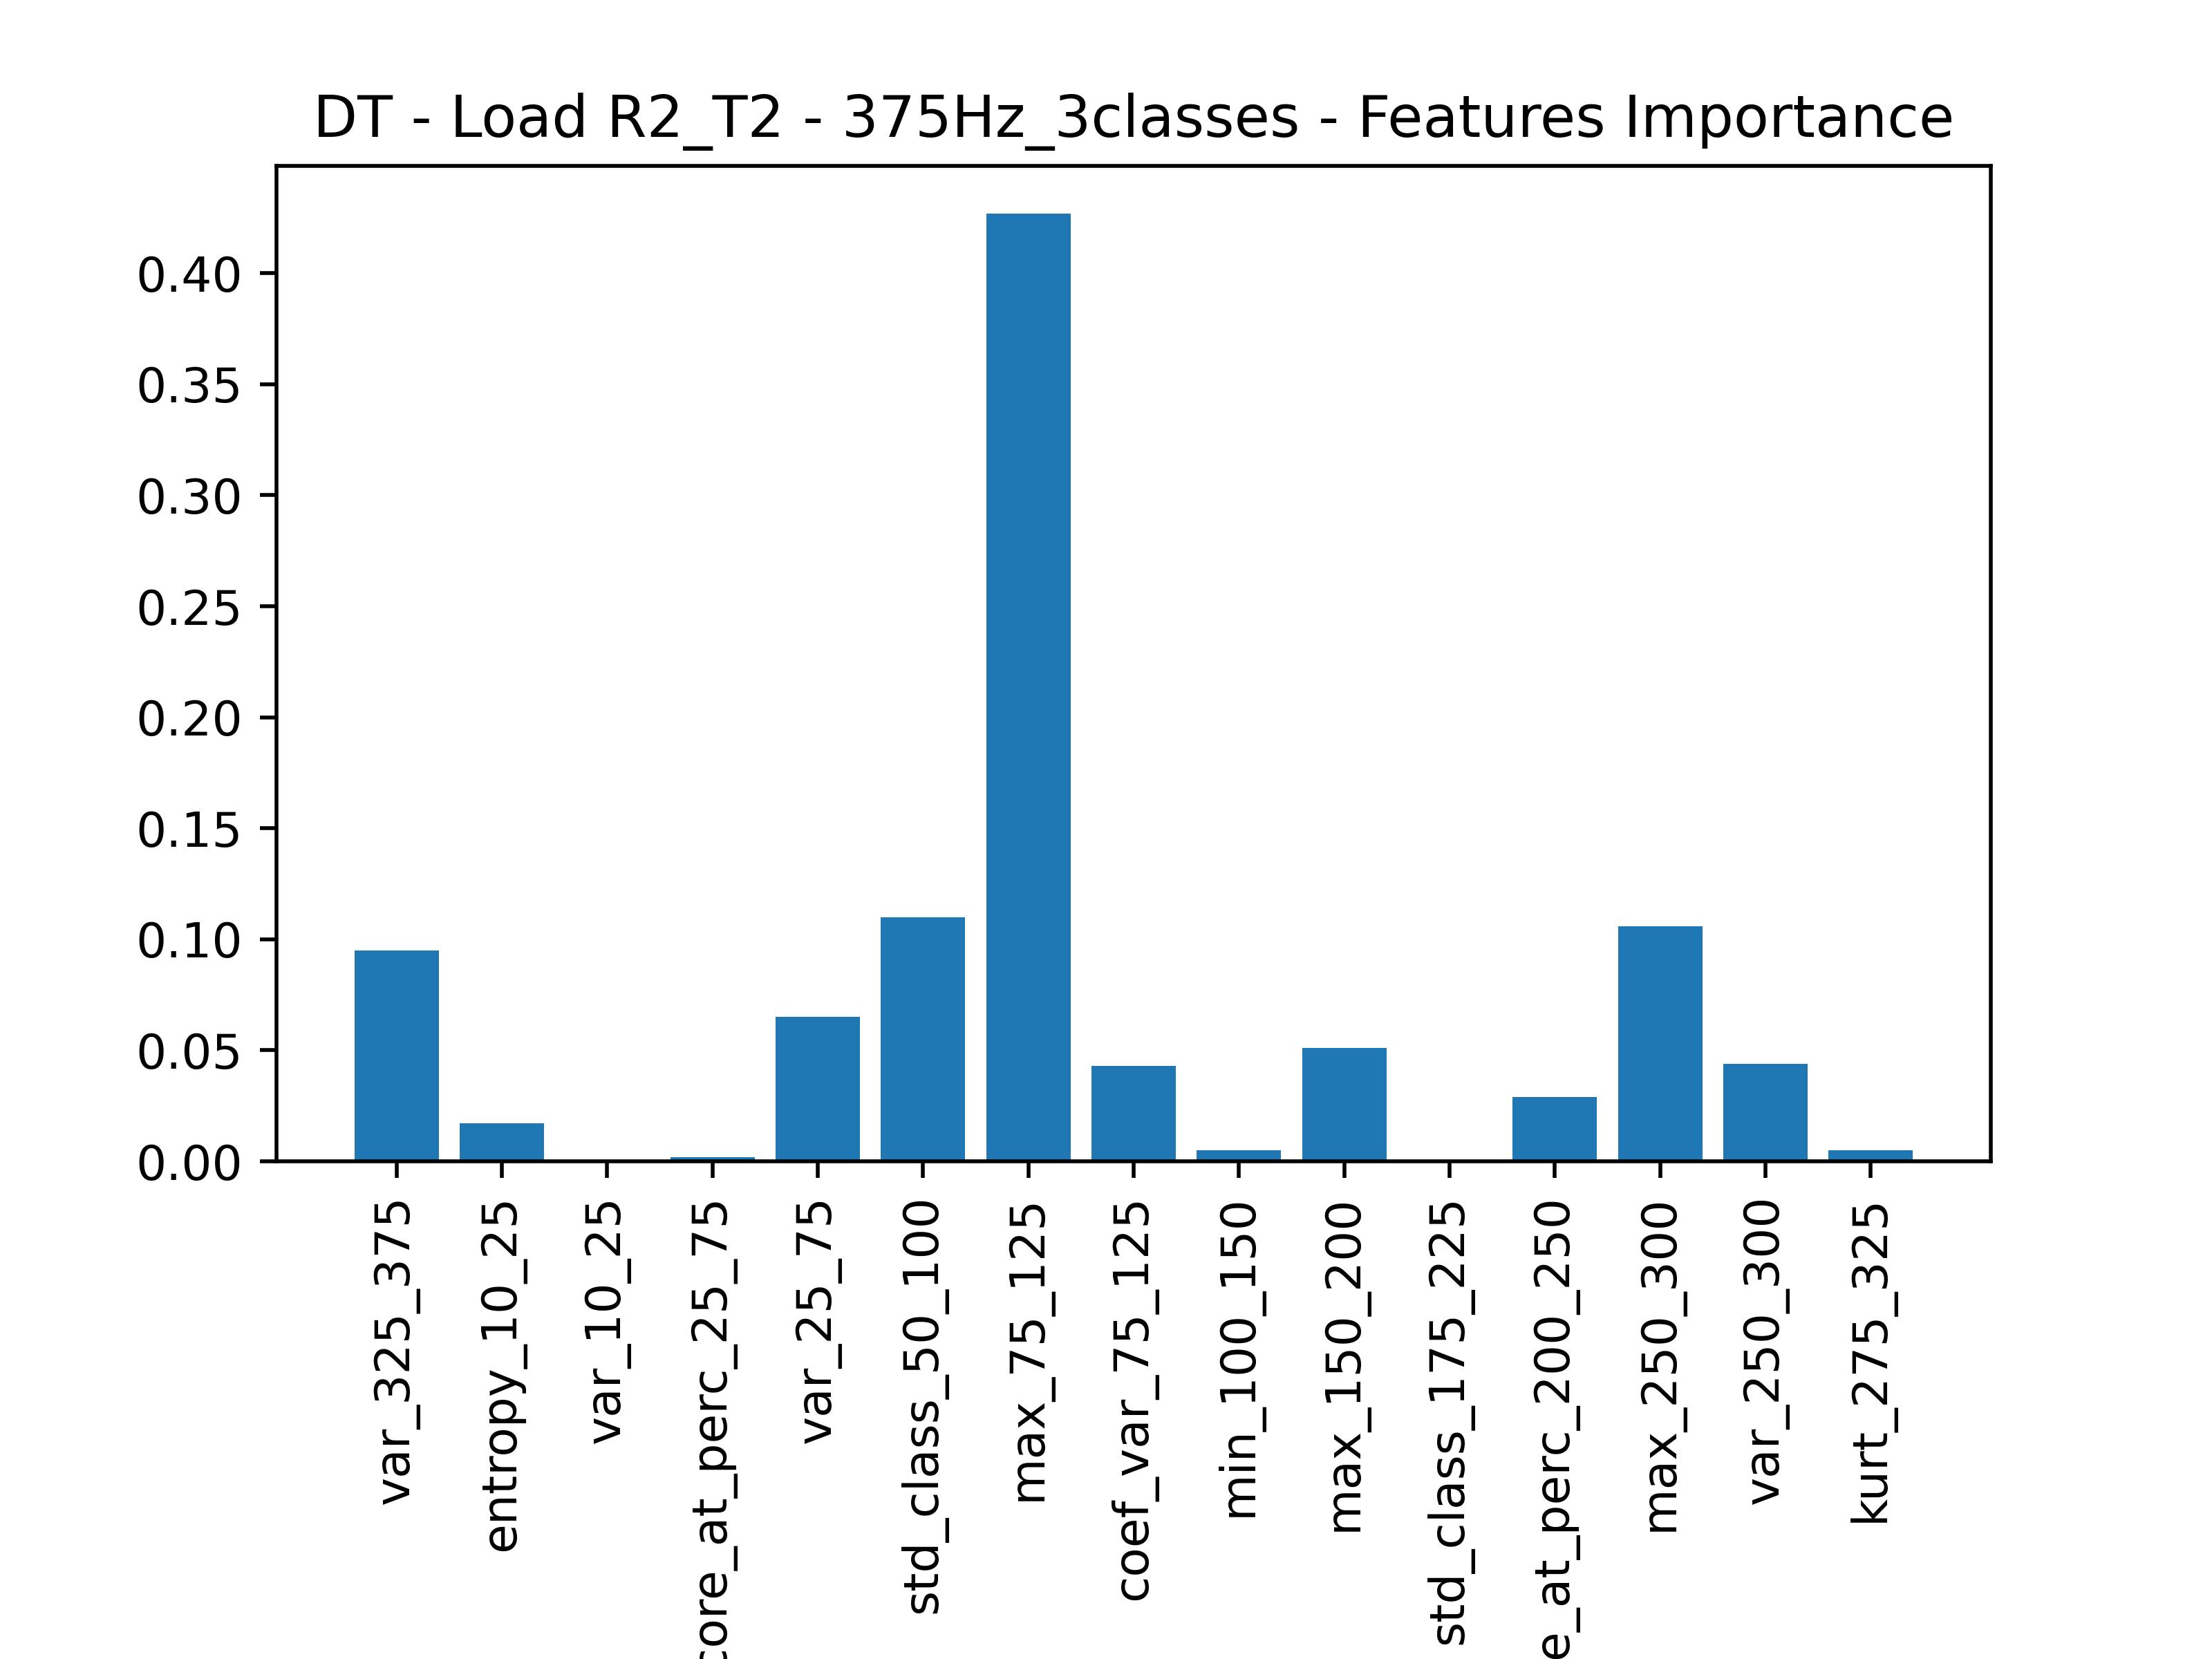 DT - Load R2_T2 - 375Hz_3classes - Features Importance
0.40
0.35
0.30
0.25
0.20
0.15
0.10
0.05
0.00
var_325_375
entropy_10_25
var_10_25
core_at_perc_25_75
var_25_75
std_class_50_100
max_75_125
coef_var_75_125
min_100_150
max_150_200
std_class_175_225
e_at_perc_200_250
max_250_300
var_250_300
kurt_275_325